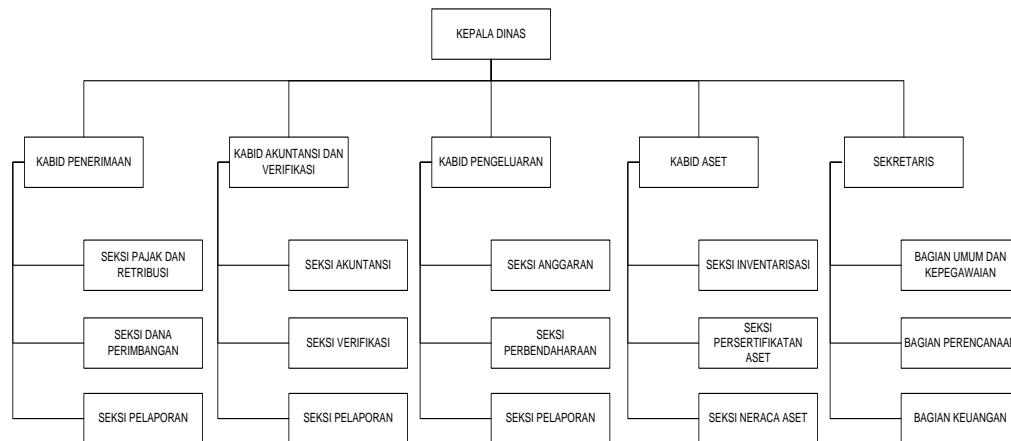 KEPALA DINAS
KABID PENERIMAAN
KABID AKUNTANSI DAN
VERIFIKASI
KABID PENGELUARAN
KABID ASET
SEKRETARIS
SEKSI PAJAK DAN
RETRIBUSI
SEKSI AKUNTANSI
SEKSI ANGGARAN
SEKSI INVENTARISASI
BAGIAN UMUM DAN
KEPEGAWAIAN
SEKSI DANA
PERIMBANGAN
SEKSI VERIFIKASI
SEKSI
PERBENDAHARAAN
SEKSI
PERSERTIFIKATAN
ASET
BAGIAN PERENCANAAN
SEKSI PELAPORAN
SEKSI PELAPORAN
SEKSI PELAPORAN
SEKSI NERACA ASET
BAGIAN KEUANGAN